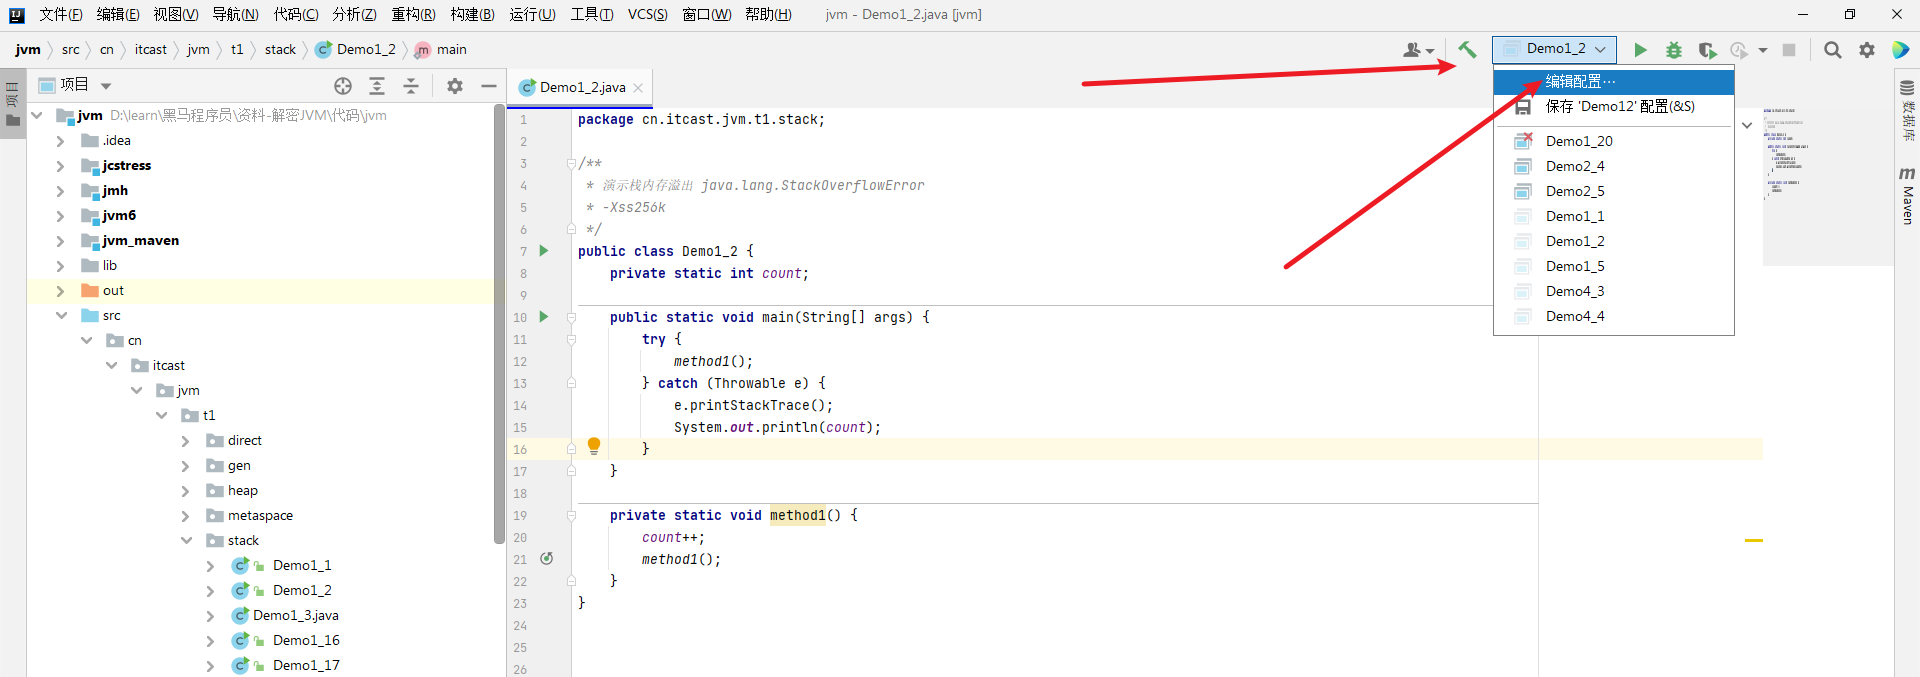 文件(F) 编辑(E) 视图(V) 导航(N) 代码(C) 分析(Z) 重构(R) 构建(B) 运行(U) 工具(T) VCS(S) 窗口(W) 帮助(H) jvm - Demo1_2.java [jvm]
jvm src cn itcast jvm t1 stack Demo1_2 main
Demo1_2
项目
项目
Demo1_2.java
编辑配置...
保存 'Demo12' 配置(&S)
Demo1_20
Demo2_4
Demo2_5
Demo1_1
Demo1_2
Demo1_5
Demo4_3
Demo4_4
数据库
Maven
jvm D:\learn\黑马程序员\资料-解密JVM\代码\jvm
.idea
jcstress
jmh
jvm6
jvm_maven
lib
out
src
cn
itcast
jvm
t1
direct
gen
heap
metaspace
stack
Demo1_1
Demo1_2
Demo1_3.java
Demo1_16
Demo1_17
1 package cn.itcast.jvm.t1.stack;
2
3 /**
4 * 演示栈内存溢出 java.lang.StackOverflowError
5 * -Xss256k
6 */
7 public class Demo1_2 {
8 private static int count;
9
10 public static void main(String[] args) {
11 try {
12 method1();
13 } catch (Throwable e) {
14 e.printStackTrace();
15 System.out.println(count);
16 }
17 }
18
19 private static void method1() {
20 count++;
21 method1();
22 }
23 }
24
25
26